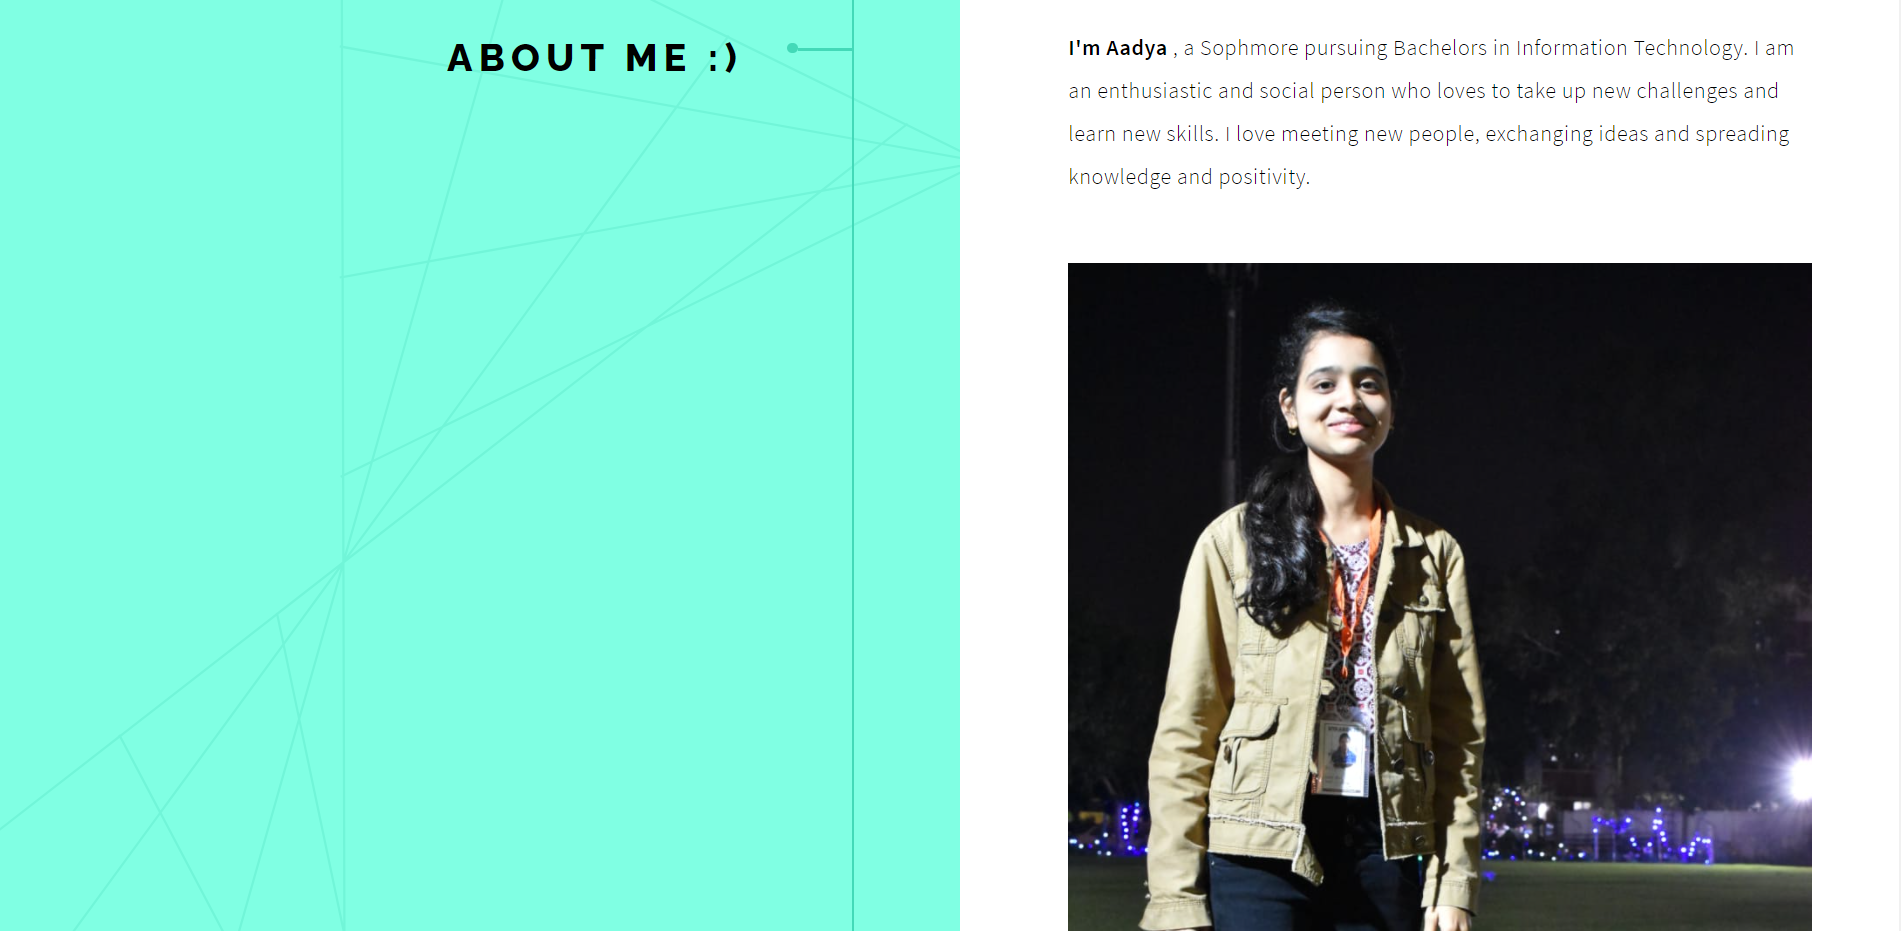 ABOUT ME :)
I'm Aadya , a Sophmore pursuing Bachelors in Information Technology. I am
an enthusiastic and social person who loves to take up new challenges and
learn new skills. I love meeting new people, exchanging ideas and spreading
knowledge and positivity.